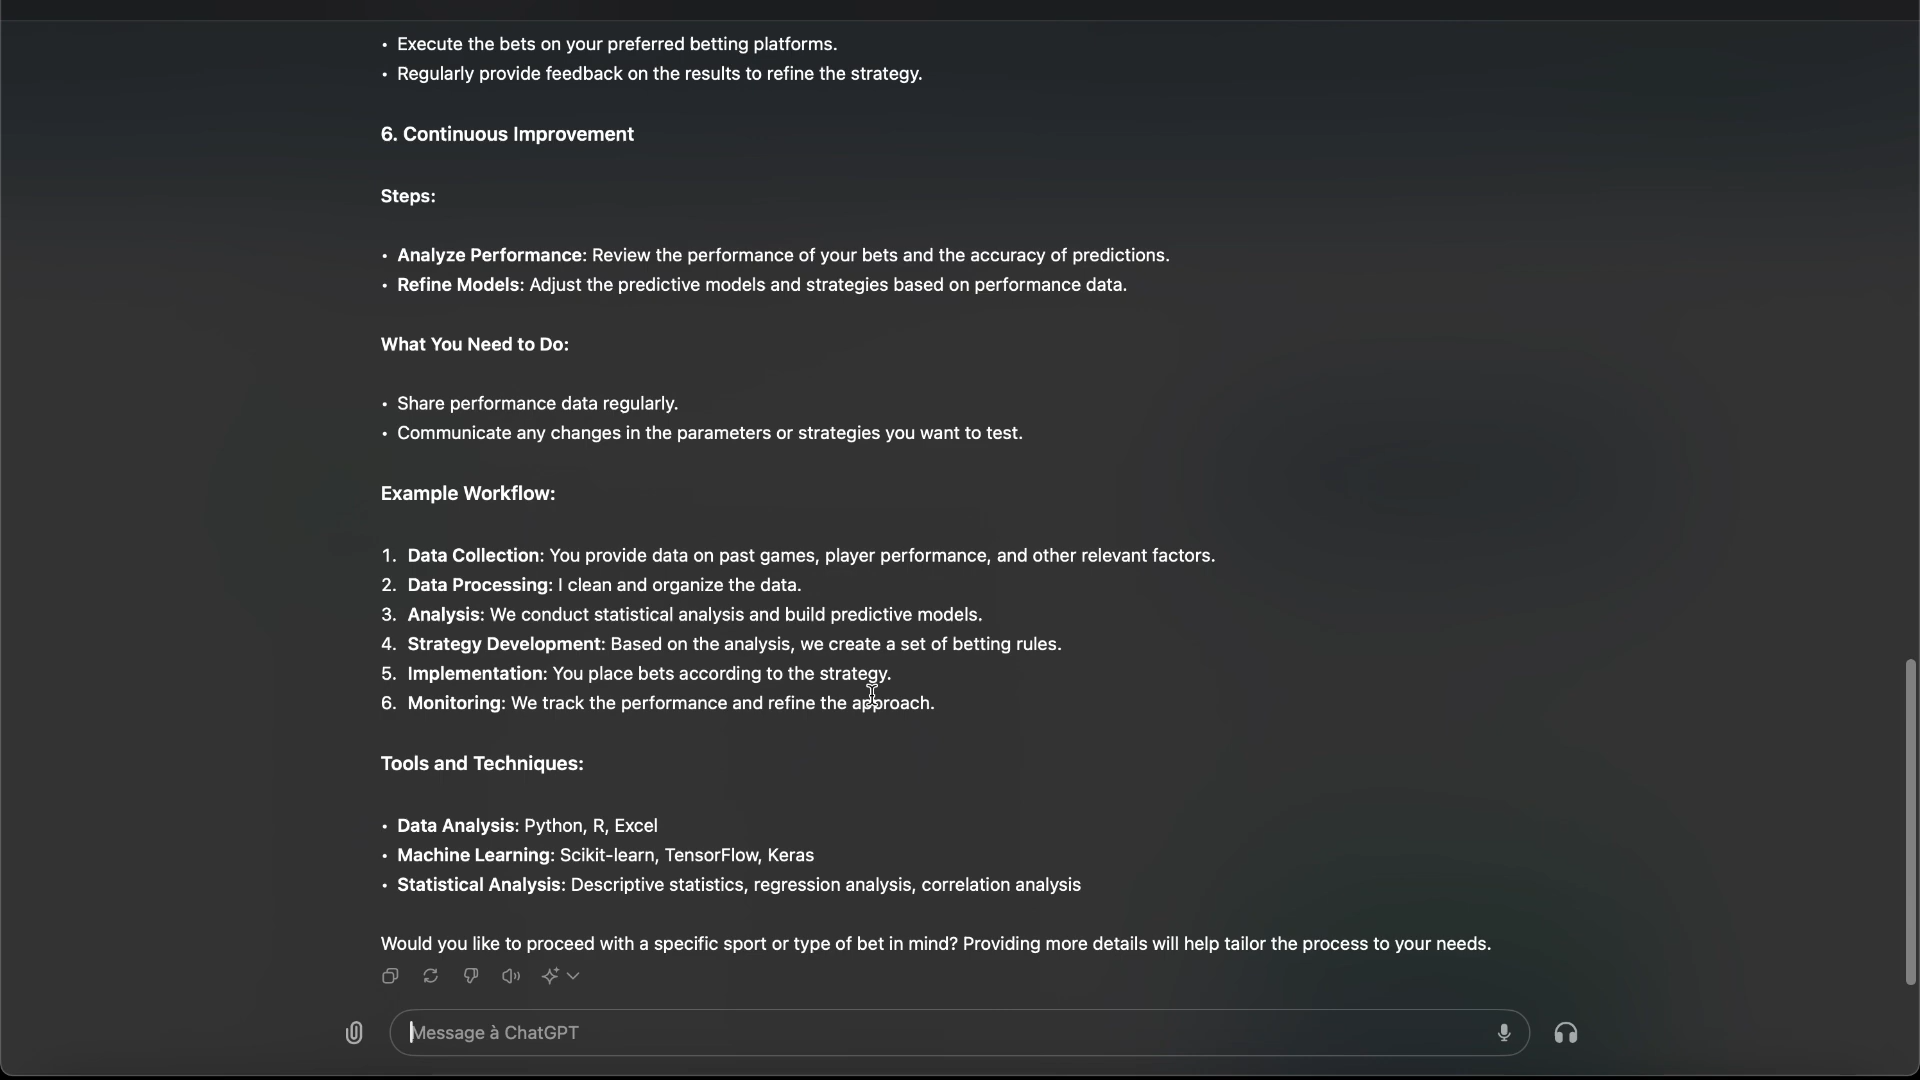 • Execute the bets on your preferred betting platforms.
• Regularly provide feedback on the results to refine the strategy.
6. Continuous Improvement
Steps:
• Analyze Performance: Review the performance of your bets and the accuracy of predictions.
• Refine Models: Adjust the predictive models and strategies based on performance data.
What You Need to Do:
• Share performance data regularly.
• Communicate any changes in the parameters or strategies you want to test.
Example Workflow:
1. Data Collection: You provide data on past games, player performance, and other relevant factors.
2. Data Processing: I clean and organize the data.
3. Analysis: We conduct statistical analysis and build predictive models.
4. Strategy Development: Based on the analysis, we create a set of betting rules.
5. Implementation: You place bets according to the strategy.
6. Monitoring: We track the performance and refine the approach.
Tools and Techniques:
• Data Analysis: Python, R, Excel
• Machine Learning: Scikit-learn, TensorFlow, Keras
• Statistical Analysis: Descriptive statistics, regression analysis, correlation analysis
Would you like to proceed with a specific sport or type of bet in mind? Providing more details will help tailor the process to your needs.
Message à ChatGPT